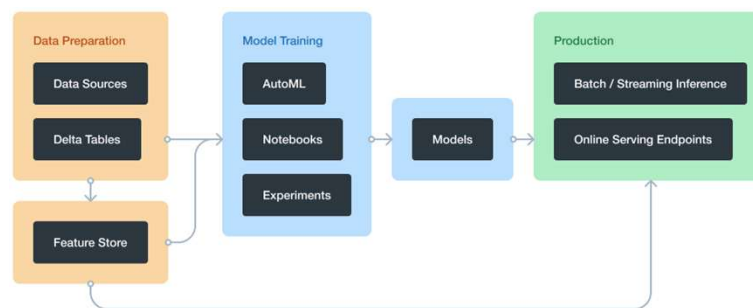 Data Preparation
Data Sources
Delta Tables
Feature Store
Model Training
AutoML
Notebooks
Experiments
Models
Production
Batch / Streaming Inference
Online Serving Endpoints